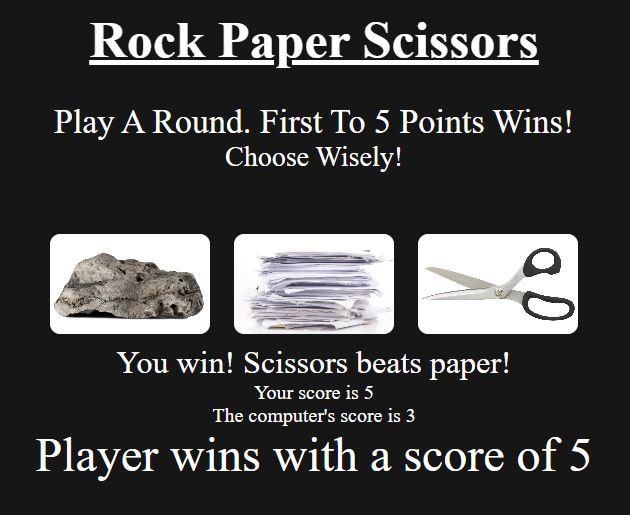 Rock Paper Scissors
Play A Round. First To 5 Points Wins!
Choose Wisely!
You win! Scissors beats paper!
Your score is 5
The computer's score is 3
Player wins with a score of 5